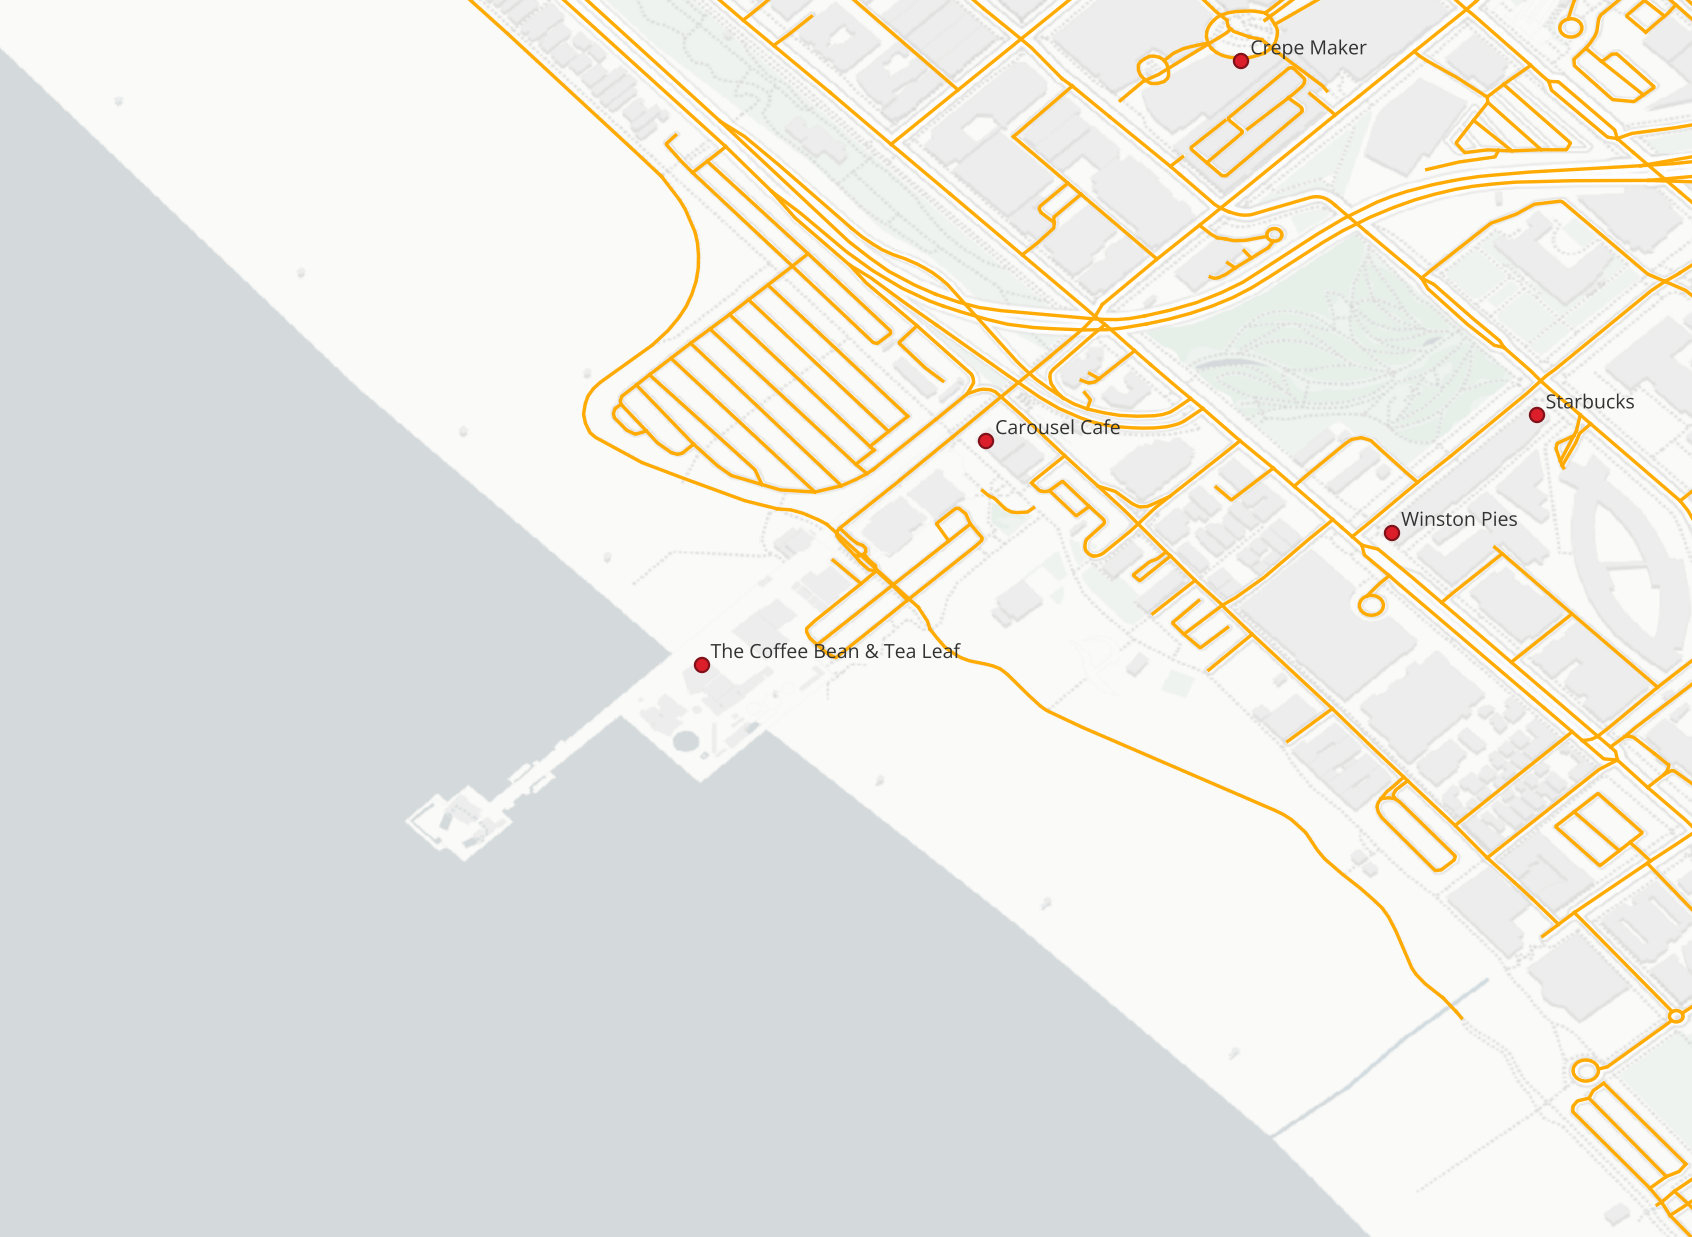 Crepe Maker
Starbucks
Carousel Cafe
Winston Pies
The Coffee Bean & Tea Leaf